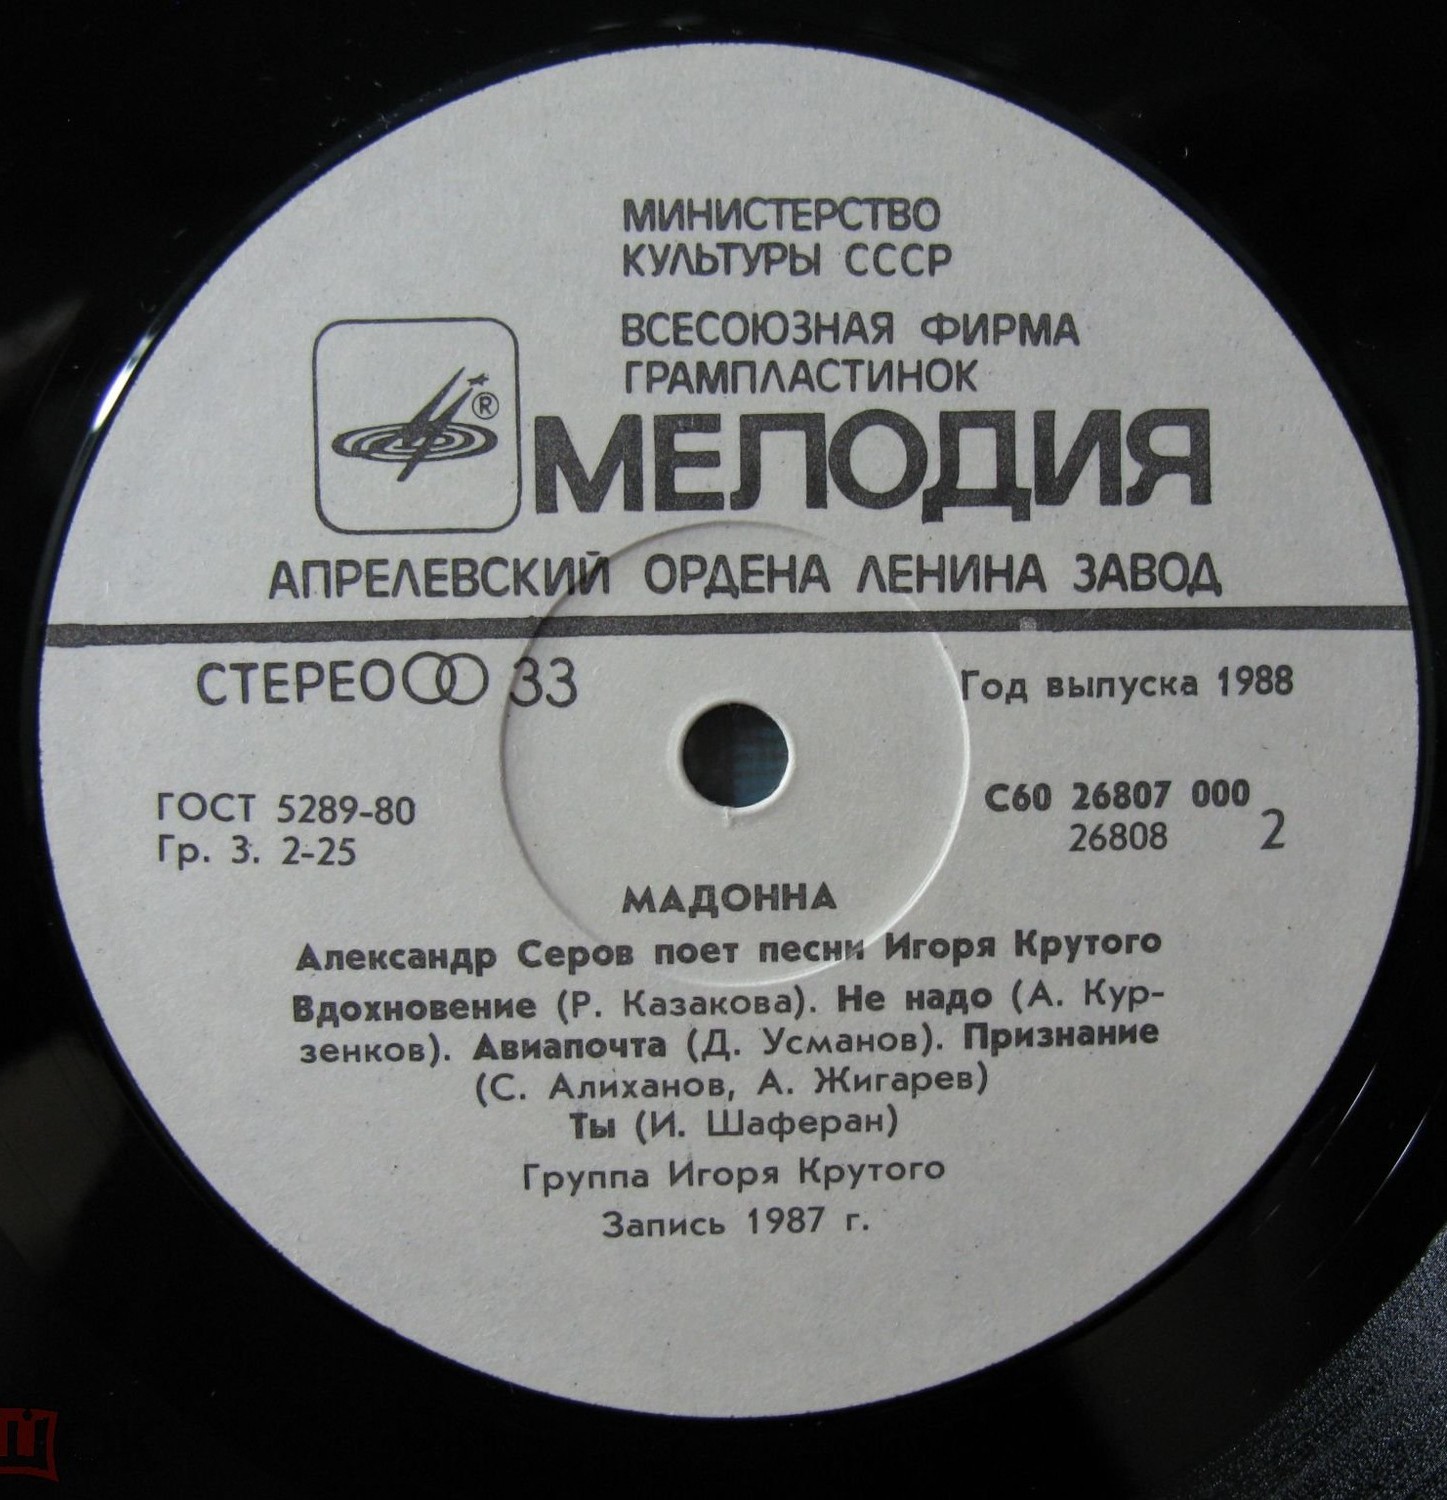 МИНИСТЕРСТВО
КУЛЬТУРЫ СССР
ВСЕСОЮЗНАЯ ФИРМА
ГРАМПЛАСТИНОК
®
МЕЛОДИЯ
АПРЕЛЕВСКИЙ ОРДЕНА ЛЕНИНА ЗАВОД
СТЕРЕО 33
Год выпуска 1988
ГОСТ 5289-80
Гр. 3. 2-25
С60 26807 000
26808 2
МАДОННА
Александр Серов поет песни Игоря Крутого
Вдохновение (Р. Казакова). Не надо (А. Кур-
зенков). Авиапочта (Д. Усманов). Признание
(С. Алиханов, А. Жигарев)
Ты (И. Шаферан)
Группа Игоря Крутого
Запись 1987 г.